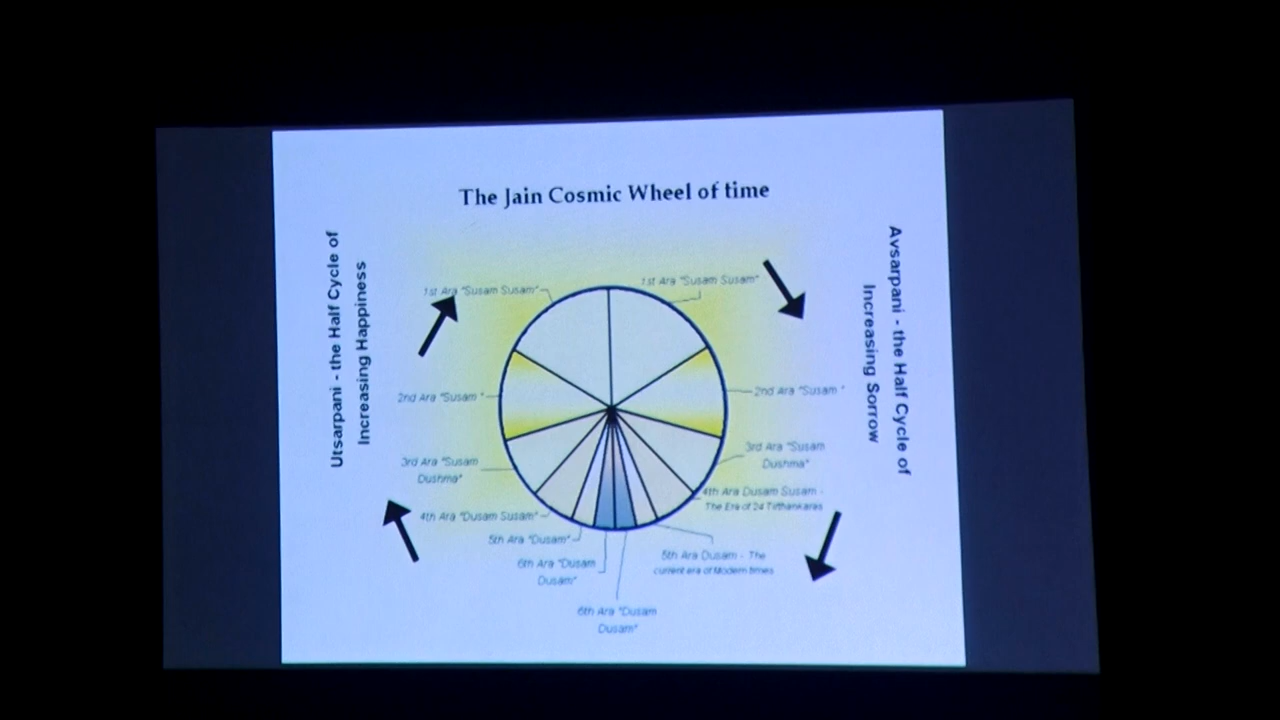 The Jain Cosmic Wheel of time
Utsarpani - the Half Cycle of
Increasing Happiness
Avsarpani - the Half Cycle of
Increasing Sorrow
1st Ara "Susam Susam"
1st Ara "Susam Susam"
2nd Ara "Susam "
2nd Ara "Susam "
3rd Ara "Susam
Dushma"
3rd Ara "Susam
Dushma"
4th Ara "Dusam Susam"
4th Ara Dusam Susam -
The Era of 24 Tirthankaras
5th Ara "Dusam"
5th Ara Dusam - The
current era of Modern times
6th Ara "Dusam
Dusam"
6th Ara "Dusam
Dusam"